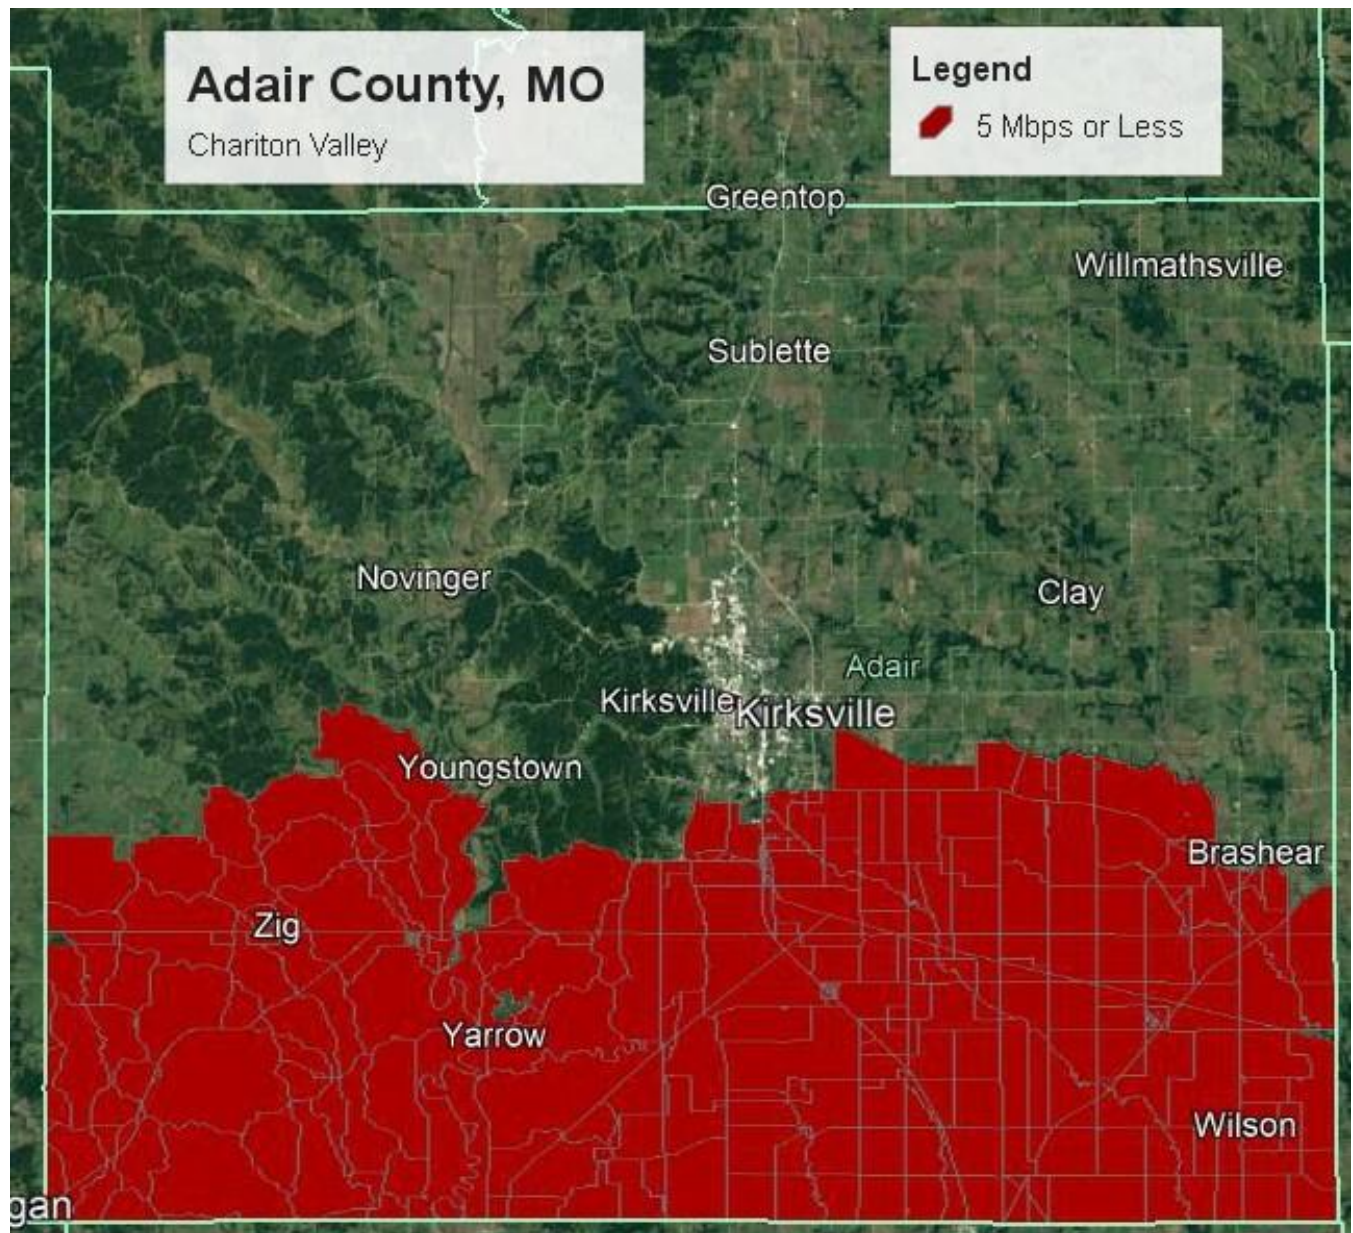 Adair County, MO
Chariton Valley
Legend
5 Mbps or Less
Greentop
Willmathsville
Sublette
Novinger
Clay
Adair
Kirksville
Kirksville
Youngstown
Brashear
Zig
Yarrow
Wilson
gan